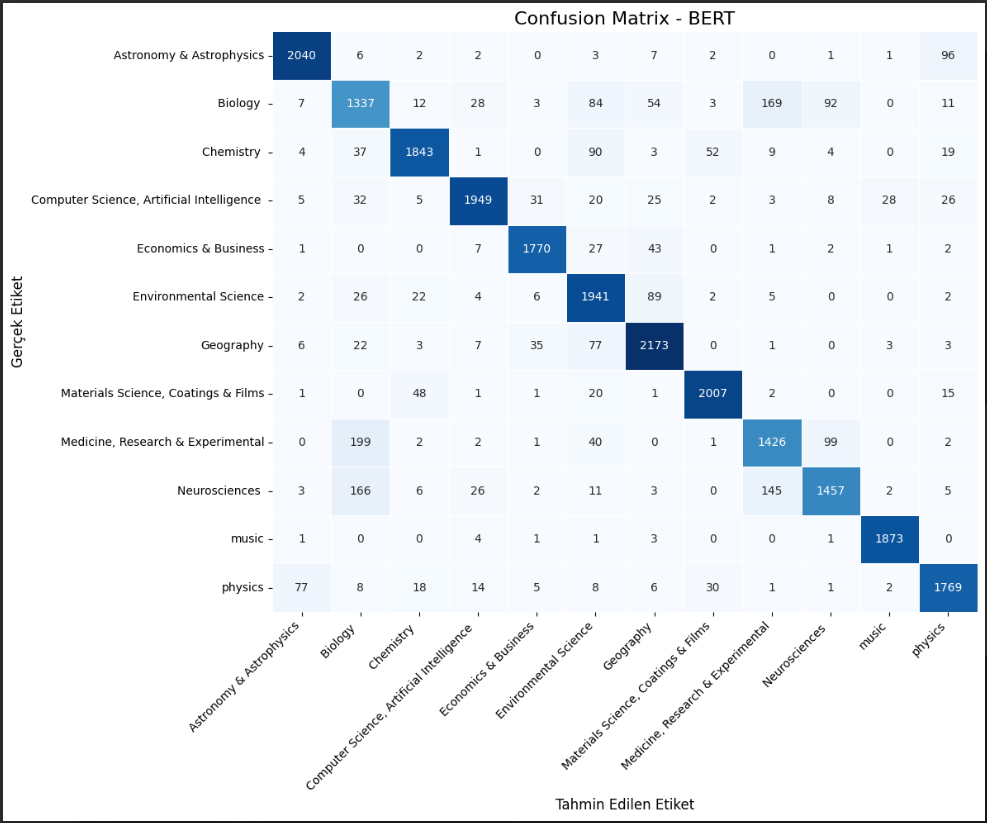 Confusion Matrix - BERT
Gerçek Etiket
Astronomy & Astrophysics 2040 6 2 2 0 3 7 2 0 1 1 96
Biology 7 1337 12 28 3 84 54 3 169 92 0 11
Chemistry 4 37 1843 1 0 90 3 52 9 4 0 19
Computer Science, Artificial Intelligence 5 32 5 1949 31 20 25 2 3 8 28 26
Economics & Business 1 0 0 7 1770 27 43 0 1 2 1 2
Environmental Science 2 26 22 4 6 1941 89 2 5 0 0 2
Geography 6 22 3 7 35 77 2173 0 1 0 3 3
Materials Science, Coatings & Films 1 0 48 1 1 20 1 2007 2 0 0 15
Medicine, Research & Experimental 0 199 2 2 1 40 0 1 1426 99 0 2
Neurosciences 3 166 6 26 2 11 3 0 145 1457 2 5
music 1 0 0 4 1 1 3 0 0 1 1873 0
physics 77 8 18 14 5 8 6 30 1 1 2 1769
Astronomy & Astrophysics
Biology
Chemistry
Computer Science, Artificial Intelligence
Economics & Business
Environmental Science
Geography
Materials Science, Coatings & Films
Medicine, Research & Experimental
Neurosciences
music
physics
Tahmin Edilen Etiket